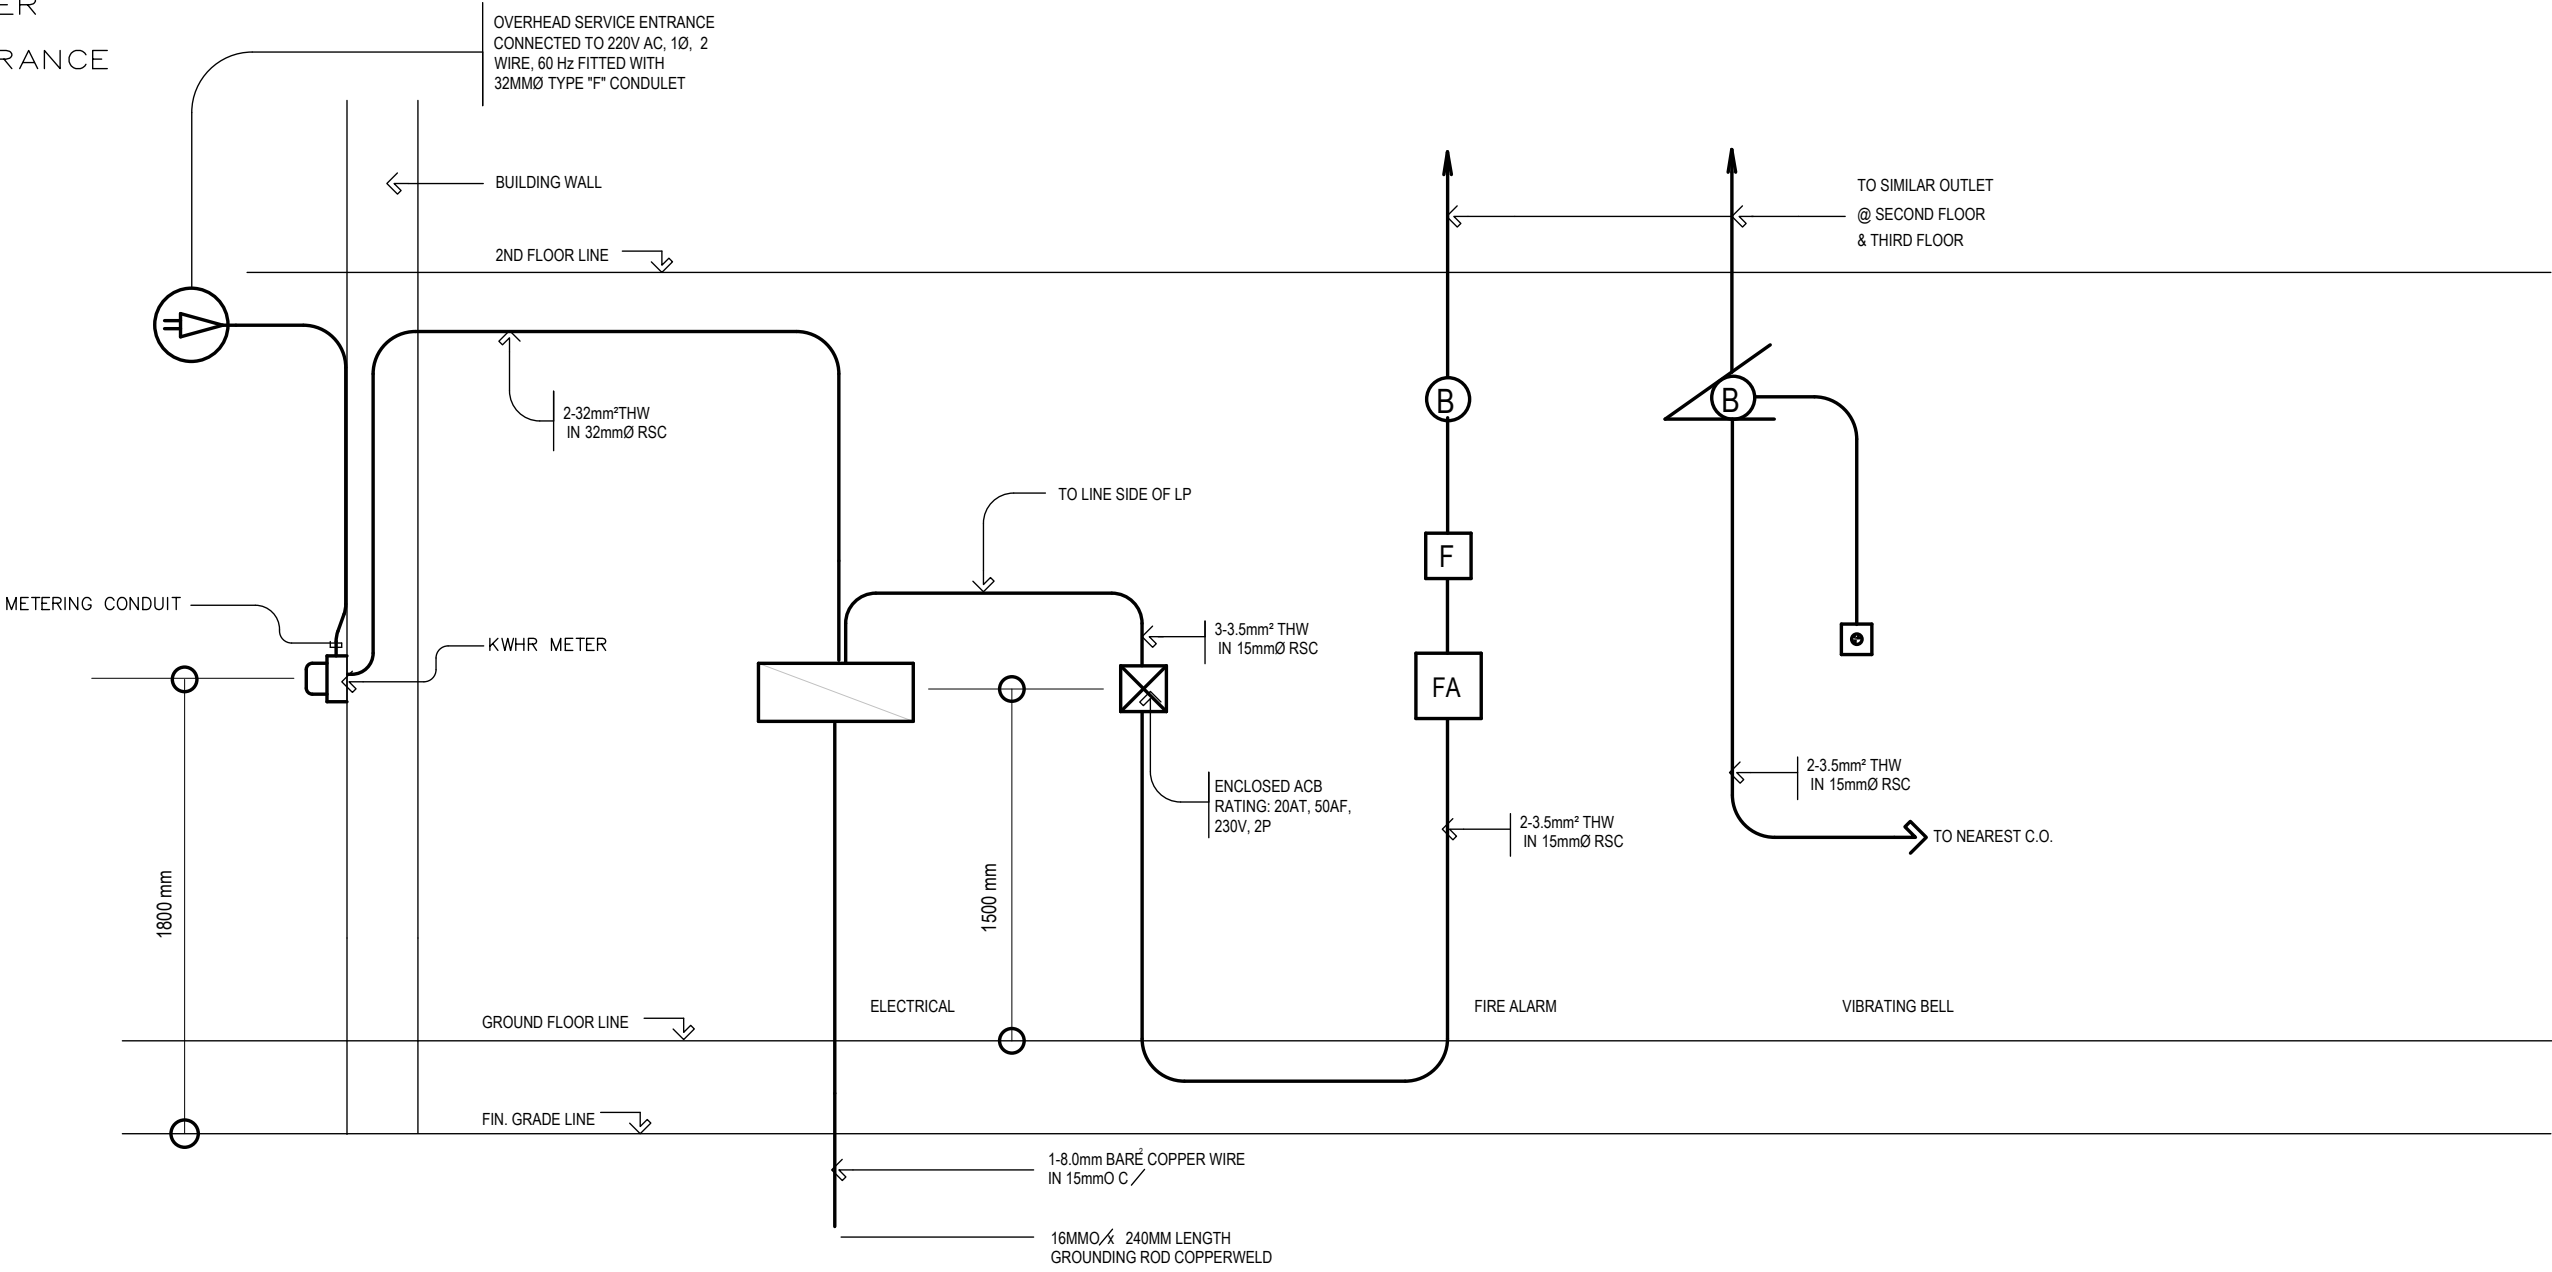 RANCE
OVERHEAD SERVICE ENTRANCE
CONNECTED TO 220V AC, 1Ø, 2
WIRE, 60 Hz FITTED WITH
32MMØ TYPE "F" CONDULET
BUILDING WALL
2ND FLOOR LINE
TO SIMILAR OUTLET
@ SECOND FLOOR
& THIRD FLOOR
2-32mm²THW
IN 32mmØ RSC
B
B
TO LINE SIDE OF LP
F
METERING CONDUIT
KWHR METER
3-3.5mm² THW
IN 15mmØ RSC
FA
ENCLOSED ACB
RATING: 20AT, 50AF,
230V, 2P
2-3.5mm² THW
IN 15mmØ RSC
2-3.5mm² THW
IN 15mmØ RSC
TO NEAREST C.O.
1800 mm
1500 mm
ELECTRICAL
FIRE ALARM
VIBRATING BELL
GROUND FLOOR LINE
FIN. GRADE LINE
1-8.0mm BARE² COPPER WIRE
IN 15mmO C
16MMO x 240MM LENGTH
GROUNDING ROD COPPERWELD